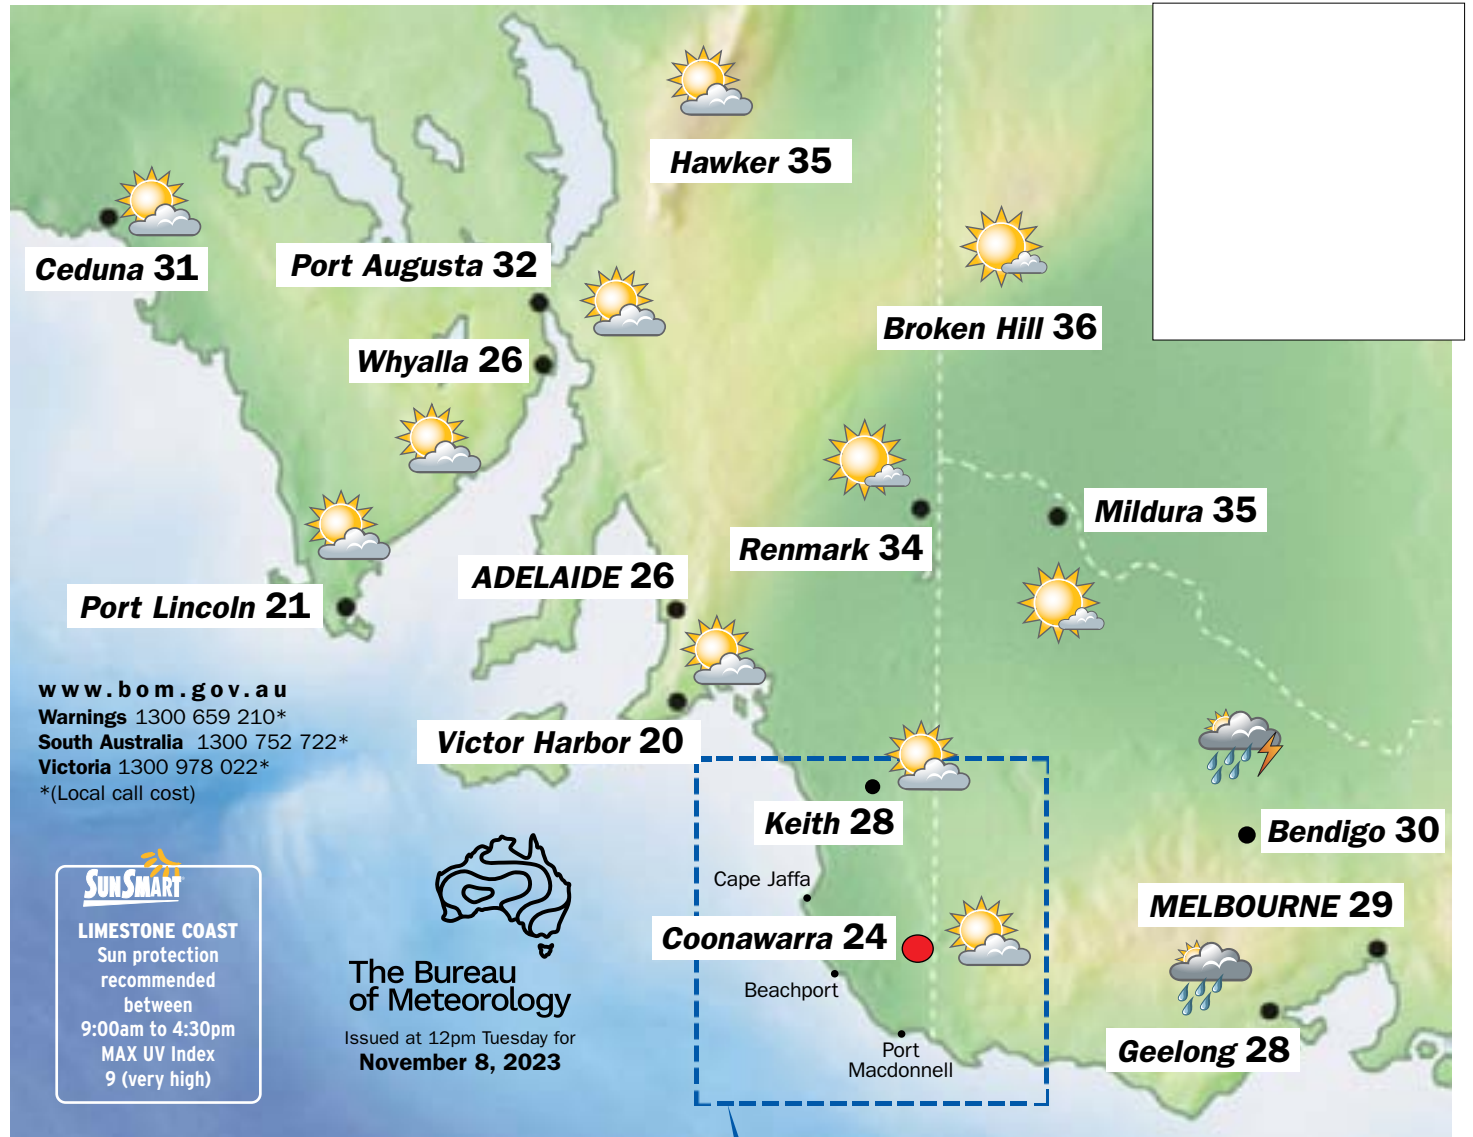 Hawker 35
Ceduna 31
Port Augusta 32
Broken Hill 36
Whyalla 26
Mildura 35
Renmark 34
ADELAIDE 26
Port Lincoln 21
www.bom.gov.au
Warnings 1300 659 210*
South Australia 1300 752 722*
Victoria 1300 978 022*
*(Local call cost)
Victor Harbor 20
Keith 28
Bendigo 30
Cape Jaffa
MELBOURNE 29
Coonawarra 24
Beachport
Geelong 28
Port
Macdonnell
SUNSMART
LIMESTONE COAST
Sun protection
recommended
between
9:00am to 4:30pm
MAX UV Index
9 (very high)
The Bureau
of Meteorology
Issued at 12pm Tuesday for
November 8, 2023